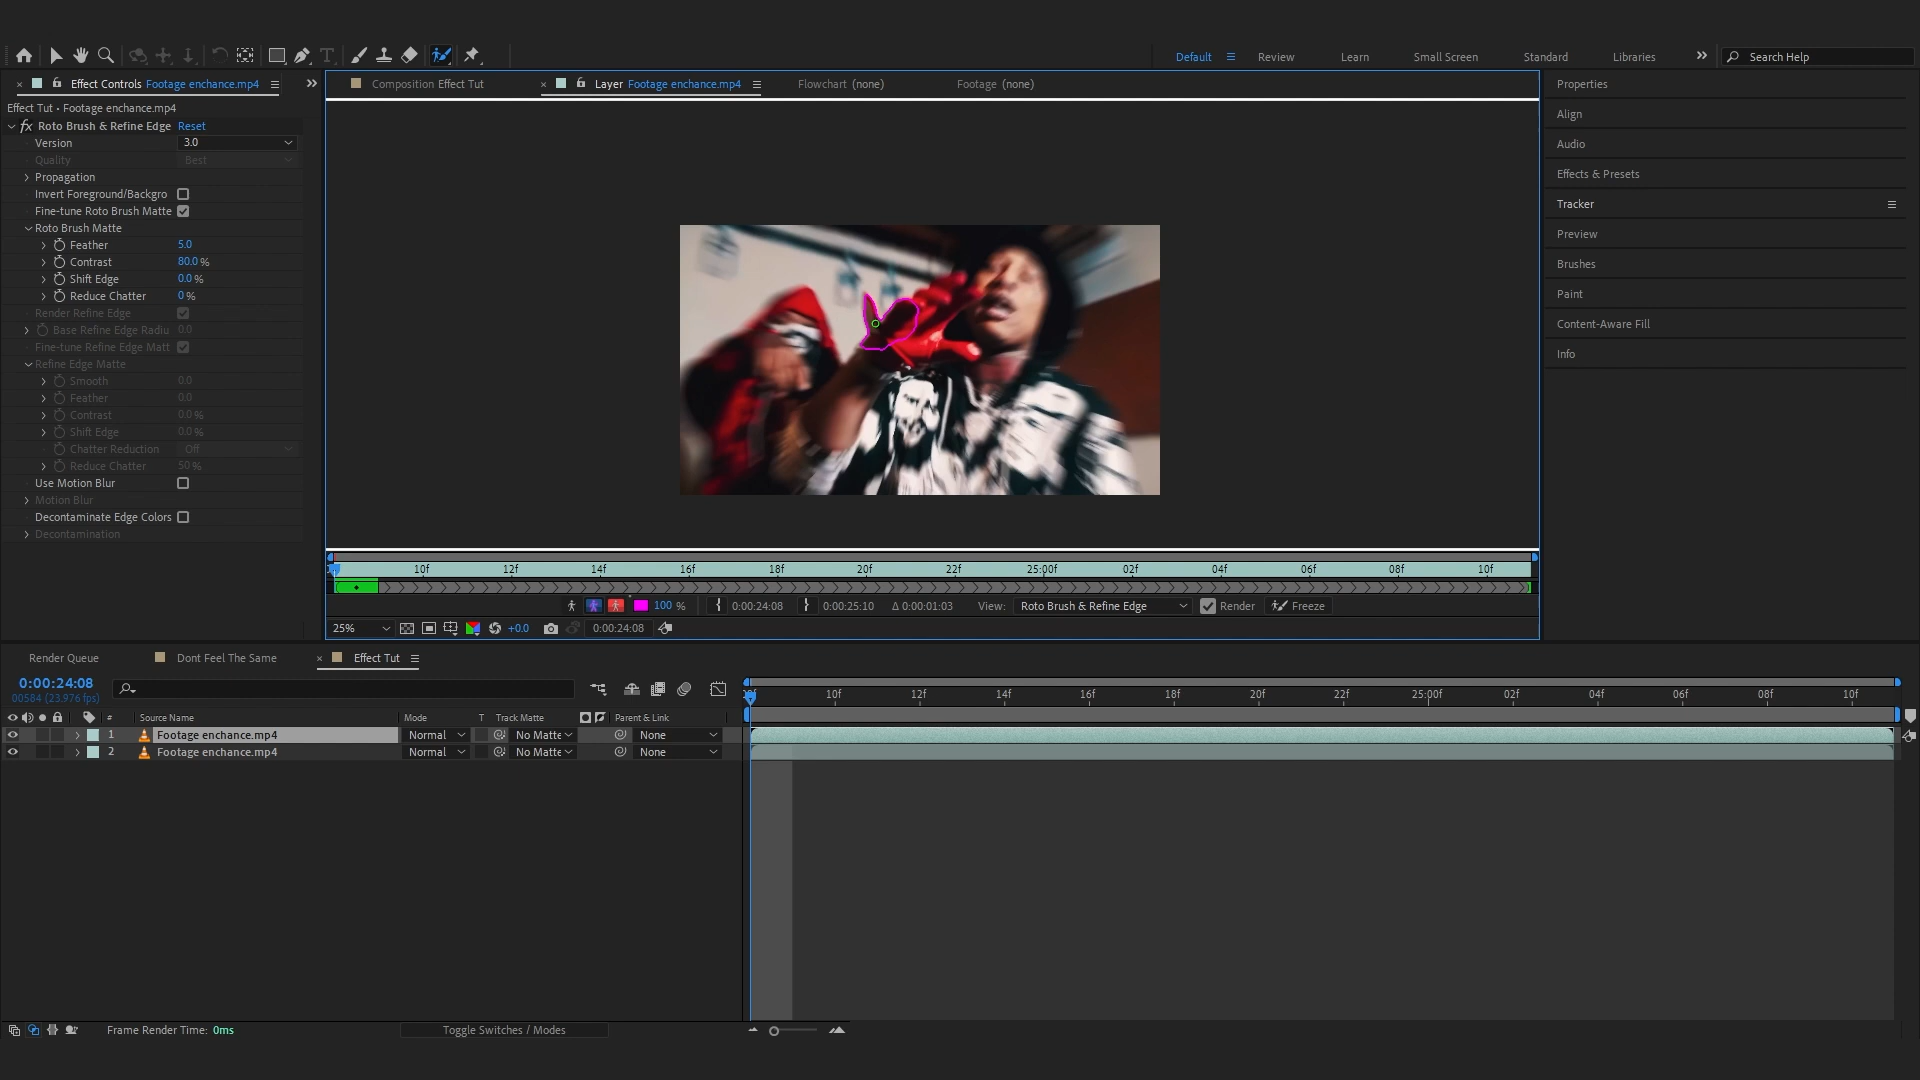 Default
Review
Learn
Small Screen
Standard
Libraries
Search Help
Effect Controls Footage enchance.mp4
Composition Effect Tut
Layer Footage enchance.mp4
Flowchart (none)
Footage (none)
Effect Tut • Footage enchance.mp4
fx Roto Brush & Refine Edge Reset
Version 3.0
Quality Best
Propagation
Invert Foreground/Backgro
Fine-tune Roto Brush Matte
Roto Brush Matte
Feather 5.0
Contrast 80.0 %
Shift Edge 0.0 %
Reduce Chatter 0 %
Render Refine Edge
Base Refine Edge Radiu 0.0
Fine-tune Refine Edge Matt
Refine Edge Matte
Smooth 0.0
Feather 0.0
Contrast 0.0 %
Shift Edge 0.0 %
Chatter Reduction Off
Reduce Chatter 50 %
Use Motion Blur
Motion Blur
Decontaminate Edge Colors
Decontamination
Properties
Align
Audio
Effects & Presets
Tracker
Preview
Brushes
Paint
Content-Aware Fill
Info
10f 12f 14f 16f 18f 20f 22f 25:00f 02f 04f 06f 08f 10f
100 % 0:00:24:08 0:00:25:10 Δ 0:00:01:03 View: Roto Brush & Refine Edge Render Freeze
25% +0.0 0:00:24:08
Render Queue
Dont Feel The Same
Effect Tut
0:00:24:08
00584 (23.976 fps)
10f 12f 14f 16f 18f 20f 22f 25:00f 02f 04f 06f 08f 10f
# Source Name Mode T Track Matte Parent & Link
1 Footage enchance.mp4 Normal No Matte None
2 Footage enchance.mp4 Normal No Matte None
Frame Render Time: 0ms
Toggle Switches / Modes